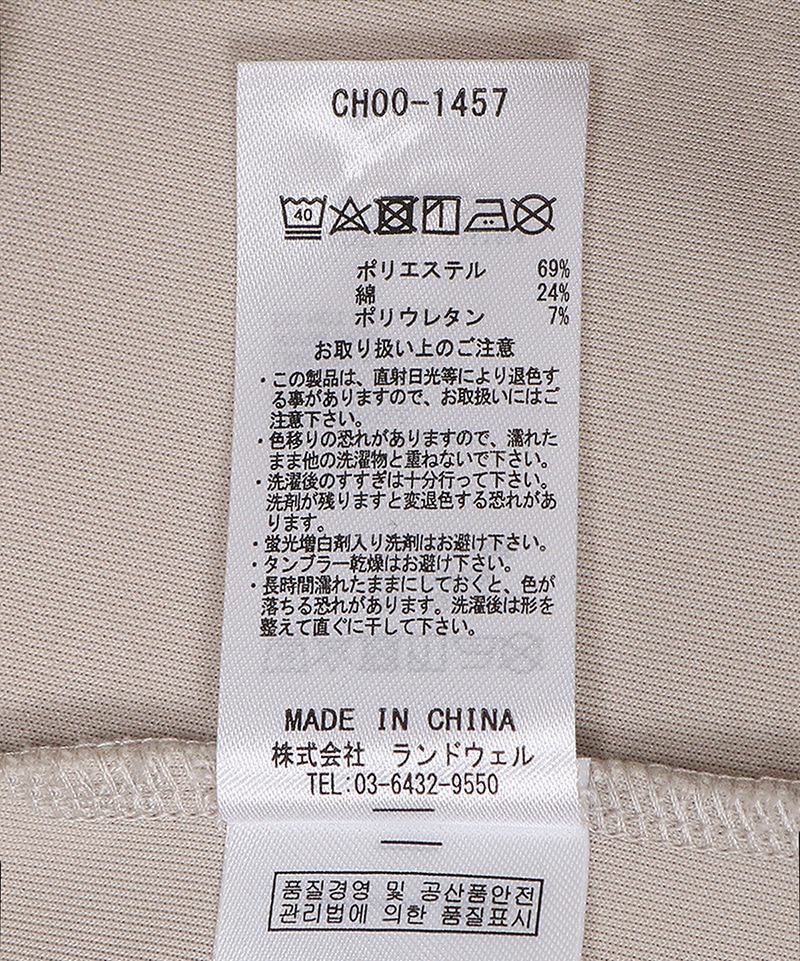 CH00-1457
40
ポリエステル 69%
綿 24%
ポリウレタン 7%
お取り扱い上のご注意
・この製品は、直射日光等により退色す
る事がありますので、お取扱いにはご
注意下さい。
・色移りの恐れがありますので、濡れた
まま他の洗濯物と重ねないで下さい。
・洗濯後のすすぎは十分行って下さい。
洗剤が残りますと変退色する恐れがあ
ります。
・蛍光増白剤入り洗剤はお避け下さい。
・タンブラー乾燥はお避け下さい。
・長時間濡れたままにしておくと、色が
落ちる恐れがあります。洗濯後は形を
整えて直ぐに干して下さい。
MADE IN CHINA
株式会社 ランドウェル
TEL:03-6432-9550
품질경영 및 공산품안전
관리법에 의한 품질표시